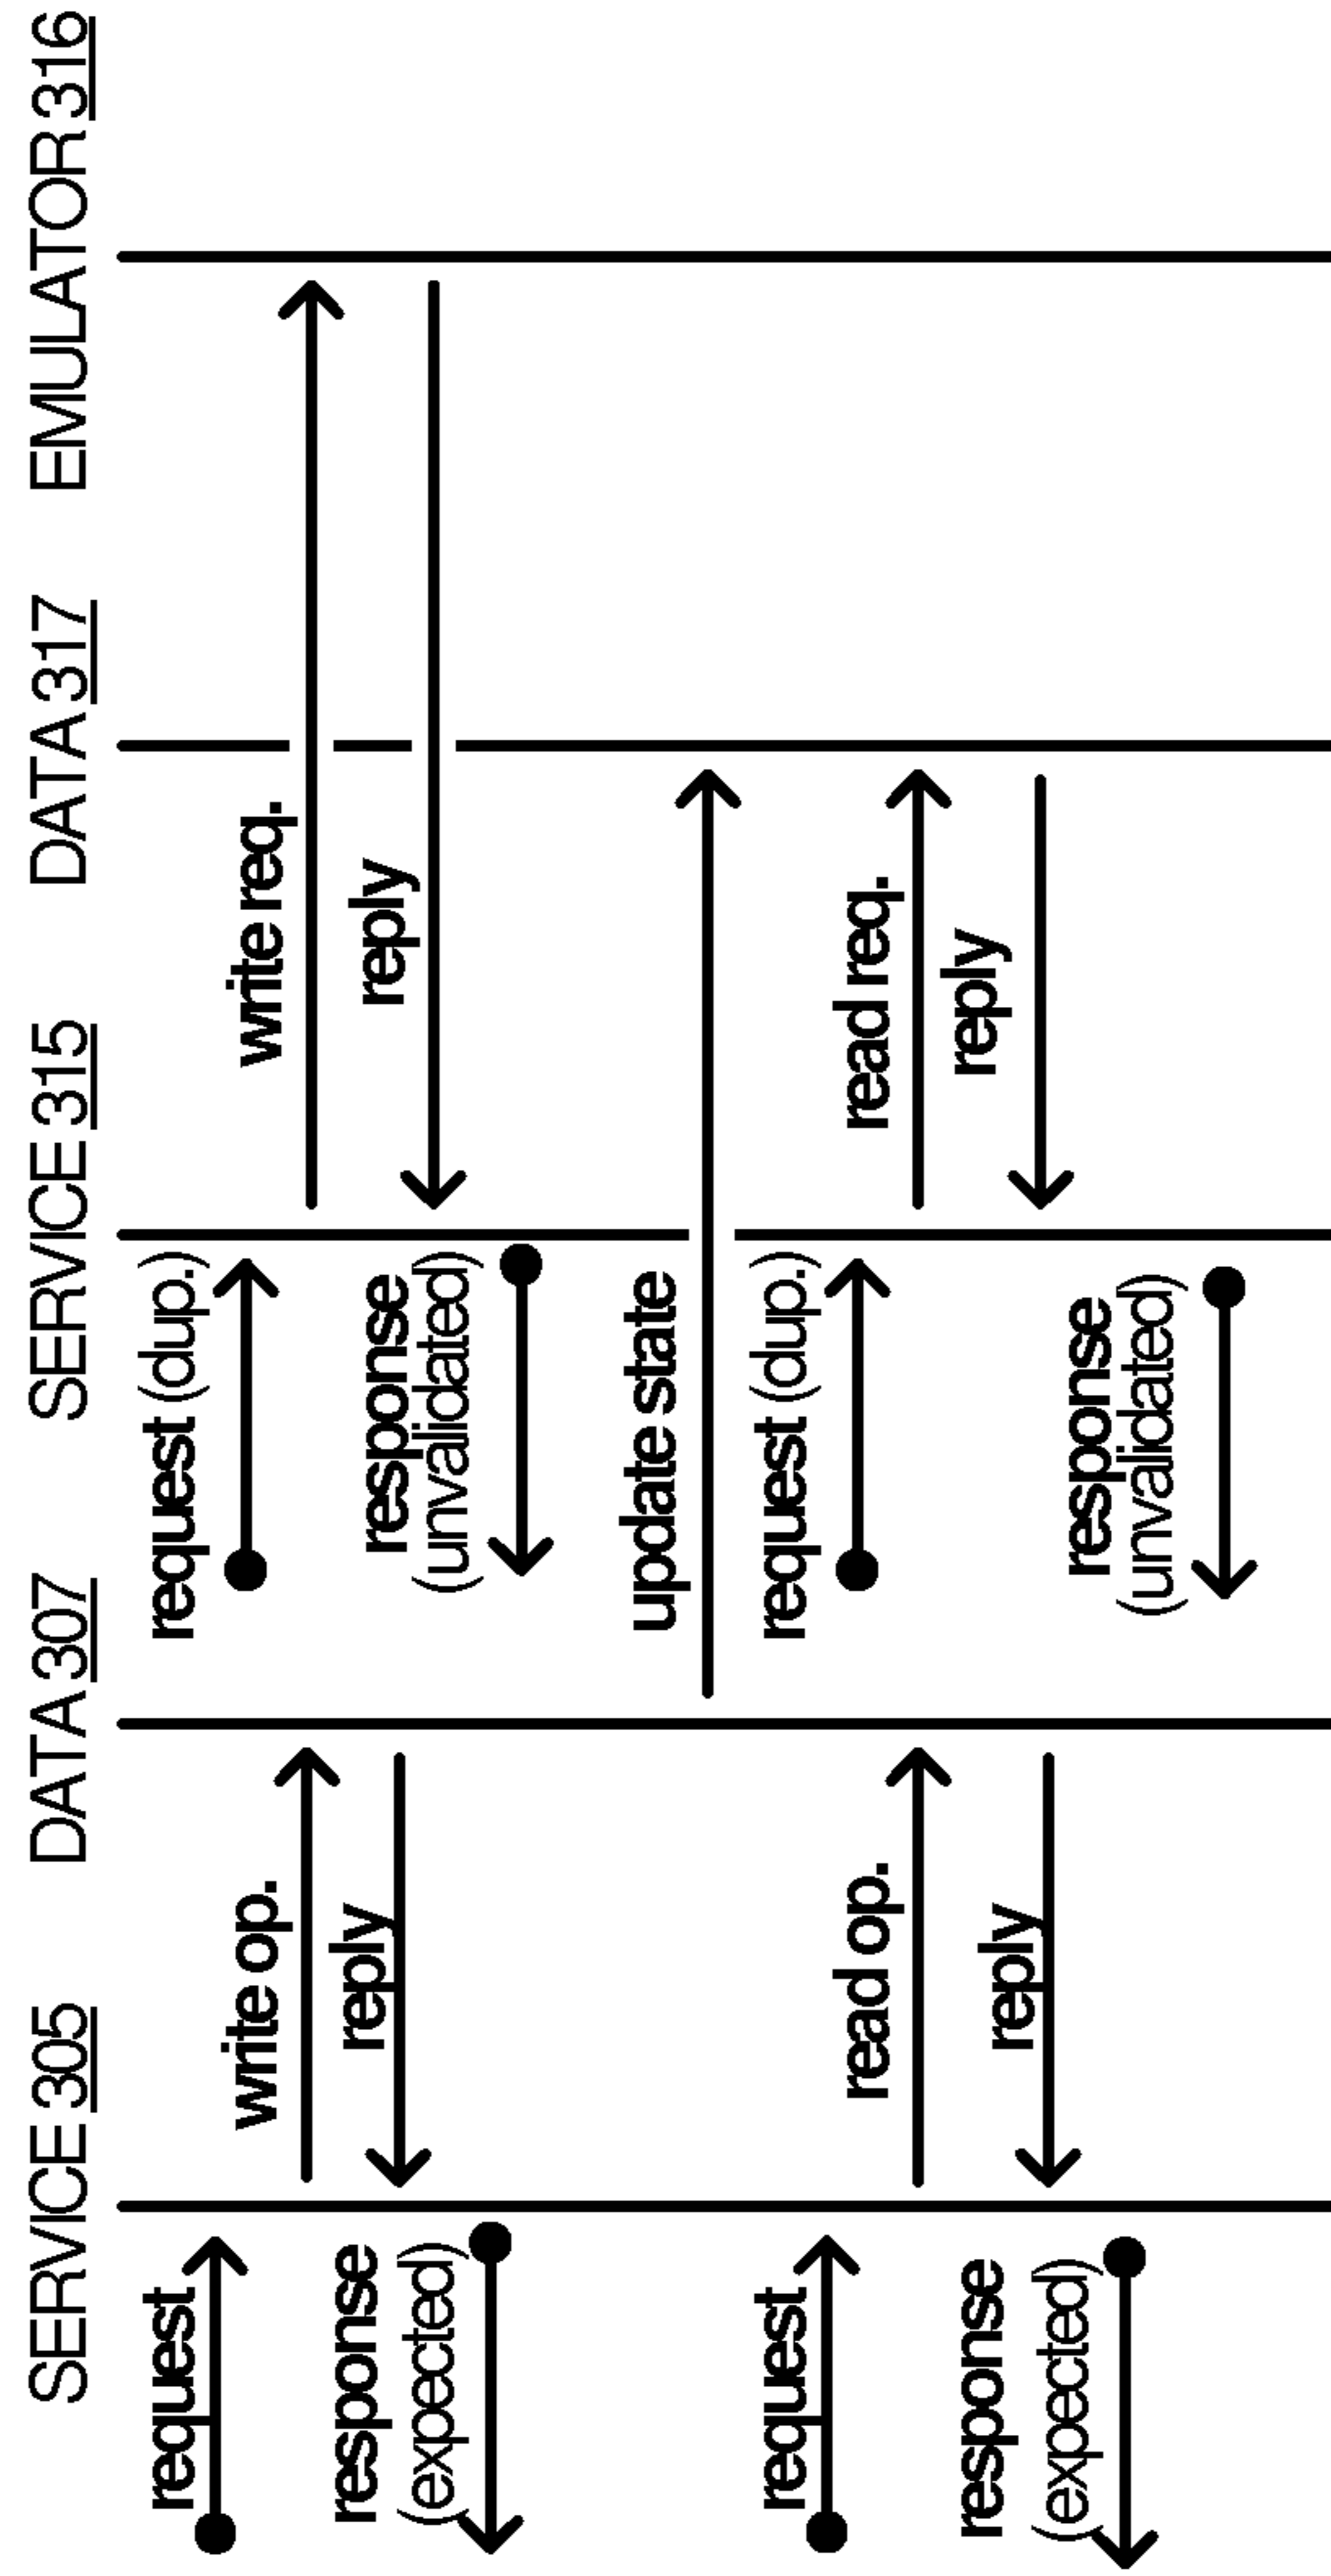 SERVICE 305
DATA 307
SERVICE 315
DATA 317
EMULATOR 316
request
request (dup.)
write op.
write req.
reply
reply
response
(expected)
response
(unvalidated)
update state
request
request (dup.)
read op.
read req.
reply
reply
response
(expected)
response
(unvalidated)